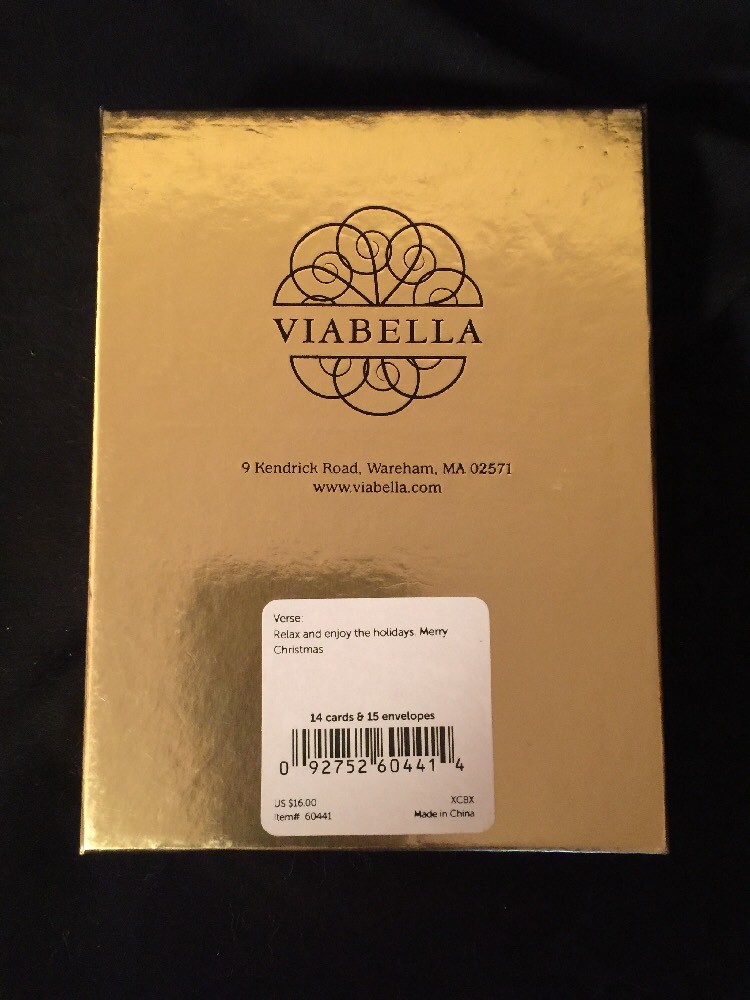 VIABELLA
9 Kendrick Road, Wareham, MA 02571
www.viabella.com
Verse:
Relax and enjoy the holidays. Merry
Christmas
14 cards & 15 envelopes
0 92752 60441 4
US $16.00 XCBX
Item# 60441 Made in China